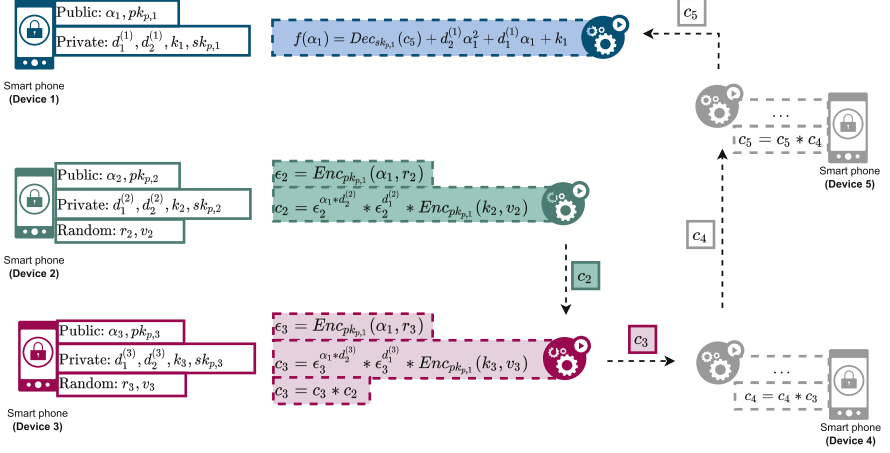 Public: α₁, pk_{p,1}
Private: d₁^{(1)}, d₂^{(1)}, k₁, sk_{p,1}
Smart phone
(Device 1)
f(α₁) = Dec_{sk_{p,1}}(c₅) + d₂^{(1)}α₁² + d₁^{(1)}α₁ + k₁
c₅
...
c₅ = c₅ * c₄
Smart phone
(Device 5)
Public: α₂, pk_{p,2}
Private: d₁^{(2)}, d₂^{(2)}, k₂, sk_{p,2}
Random: r₂, v₂
Smart phone
(Device 2)
ϵ₂ = Enc_{pk_{p,1}}(α₁, r₂)
c₂ = ϵ₂^{α₁*d₂^{(2)}} * ϵ₂^{d₁^{(2)}} * Enc_{pk_{p,1}}(k₂, v₂)
c₂
c₄
Public: α₃, pk_{p,3}
Private: d₁^{(3)}, d₂^{(3)}, k₃, sk_{p,3}
Random: r₃, v₃
Smart phone
(Device 3)
ϵ₃ = Enc_{pk_{p,1}}(α₁, r₃)
c₃ = ϵ₃^{α₁*d₂^{(3)}} * ϵ₃^{d₁^{(3)}} * Enc_{pk_{p,1}}(k₃, v₃)
c₃ = c₃ * c₂
c₃
...
c₄ = c₄ * c₃
Smart phone
(Device 4)